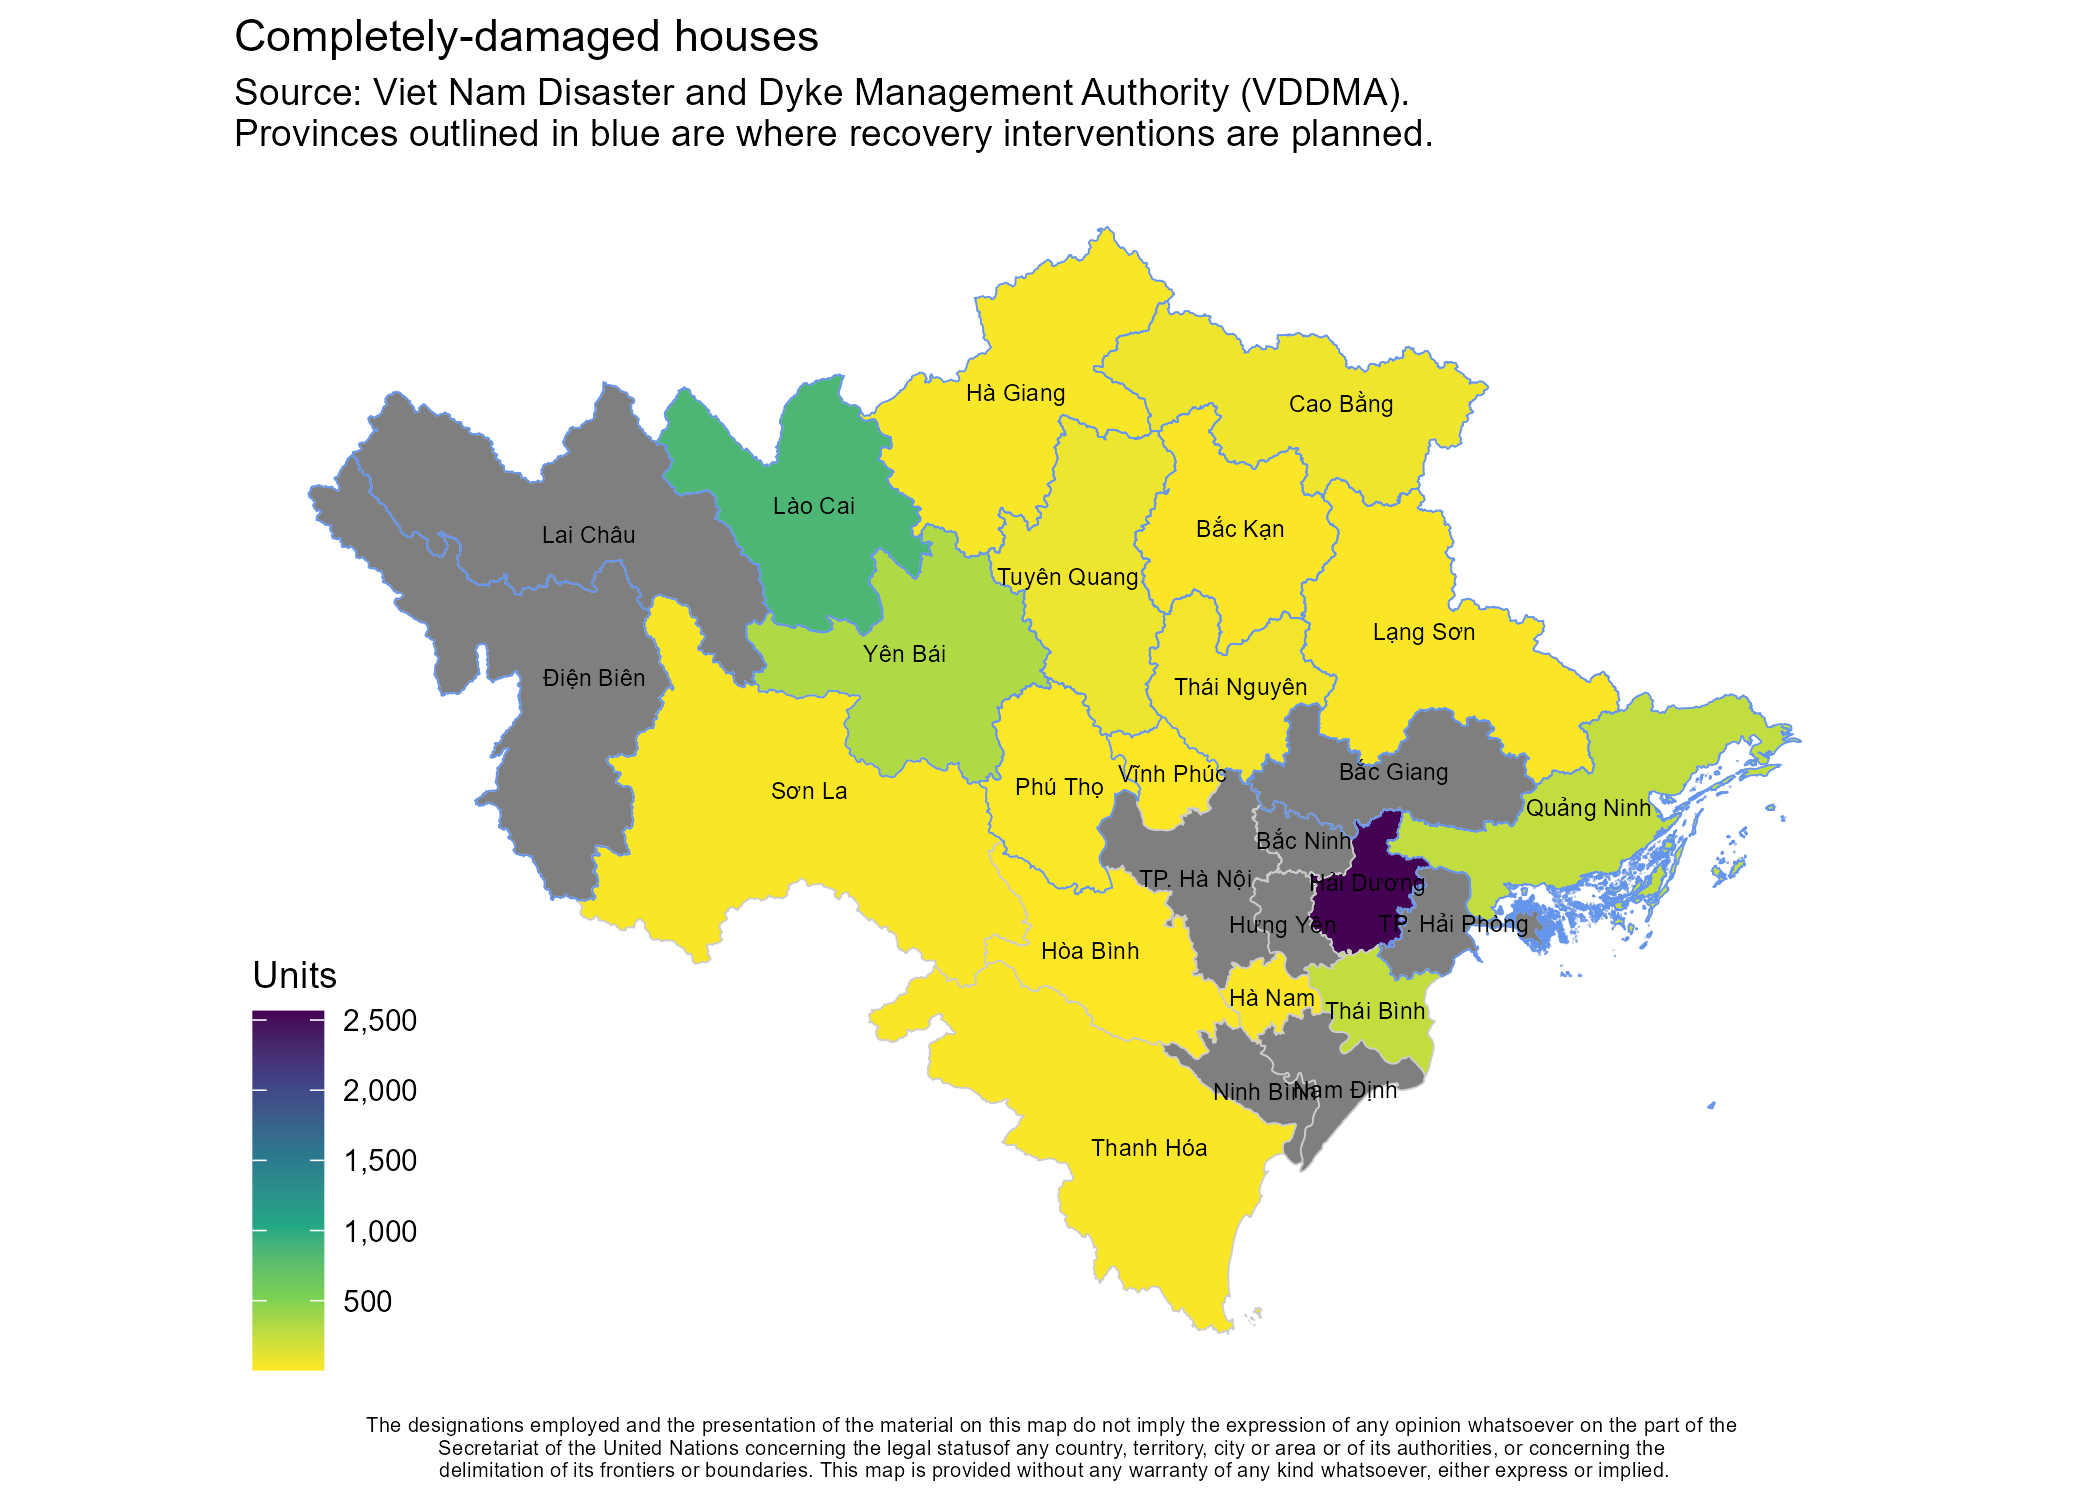 Completely-damaged houses
Source: Viet Nam Disaster and Dyke Management Authority (VDDMA).
Provinces outlined in blue are where recovery interventions are planned.
Hà Giang
Cao Bằng
Lào Cai
Bắc Kạn
Lai Châu
Tuyên Quang
Lạng Sơn
Yên Bái
Điện Biên
Thái Nguyên
Bắc Giang
Vĩnh Phúc
Phú Thọ
Sơn La
Quảng Ninh
Bắc Ninh
TP. Hà Nội
Hải Dương
Hưng Yên
TP. Hải Phòng
Hòa Bình
Hà Nam
Thái Bình
Ninh Bình
Nam Định
Thanh Hóa
Units
2,500
2,000
1,500
1,000
500
The designations employed and the presentation of the material on this map do not imply the expression of any opinion whatsoever on the part of the
Secretariat of the United Nations concerning the legal statusof any country, territory, city or area or of its authorities, or concerning the
delimitation of its frontiers or boundaries. This map is provided without any warranty of any kind whatsoever, either express or implied.